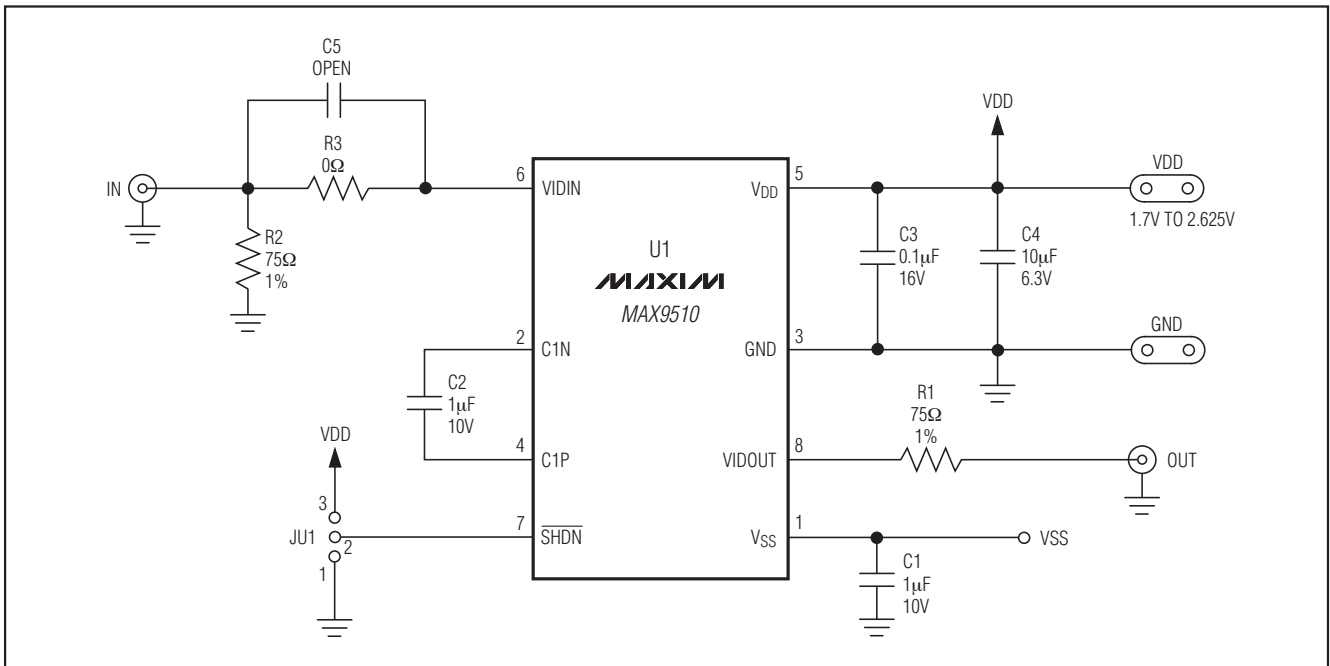 C5
OPEN
R3
0Ω
IN
R2
75Ω
1%
6
VIDIN
2
C1N
C2
1µF
10V
4
C1P
VDD
3
JU1
2
1
7
SHDN
U1
MAXIM
MAX9510
VDD
5
VDD
VDD
1.7V TO 2.625V
C3
0.1µF
16V
C4
10µF
6.3V
GND
3
GND
R1
75Ω
1%
VIDOUT
8
OUT
VSS
1
VSS
C1
1µF
10V